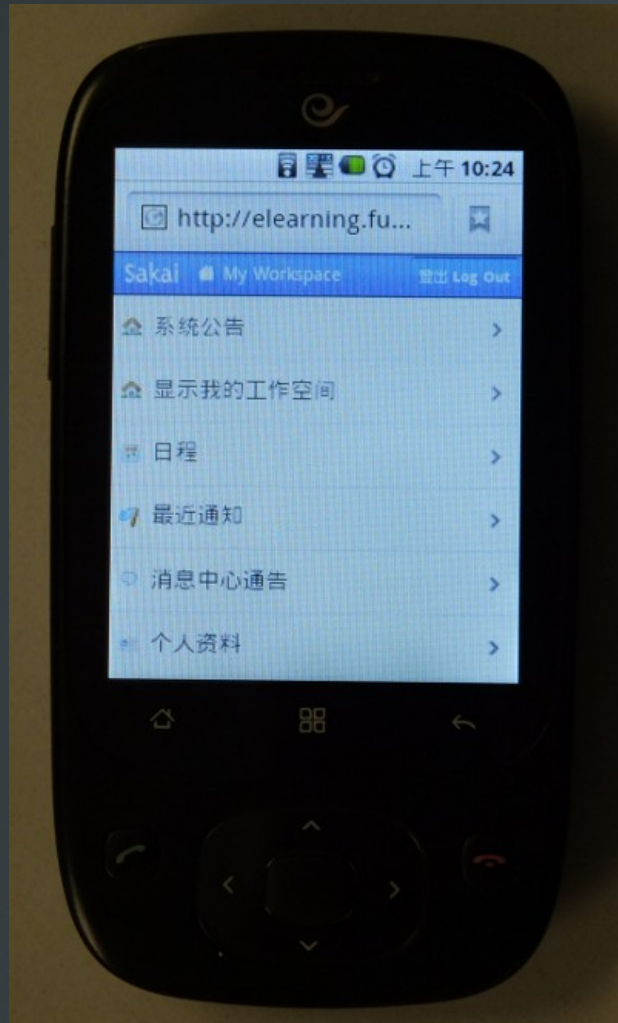 上午 10:24
http://elearning.fu...
Sakai My Workspace 登出 Log Out
系统公告
显示我的工作空间
日程
最近通知
消息中心通告
个人资料